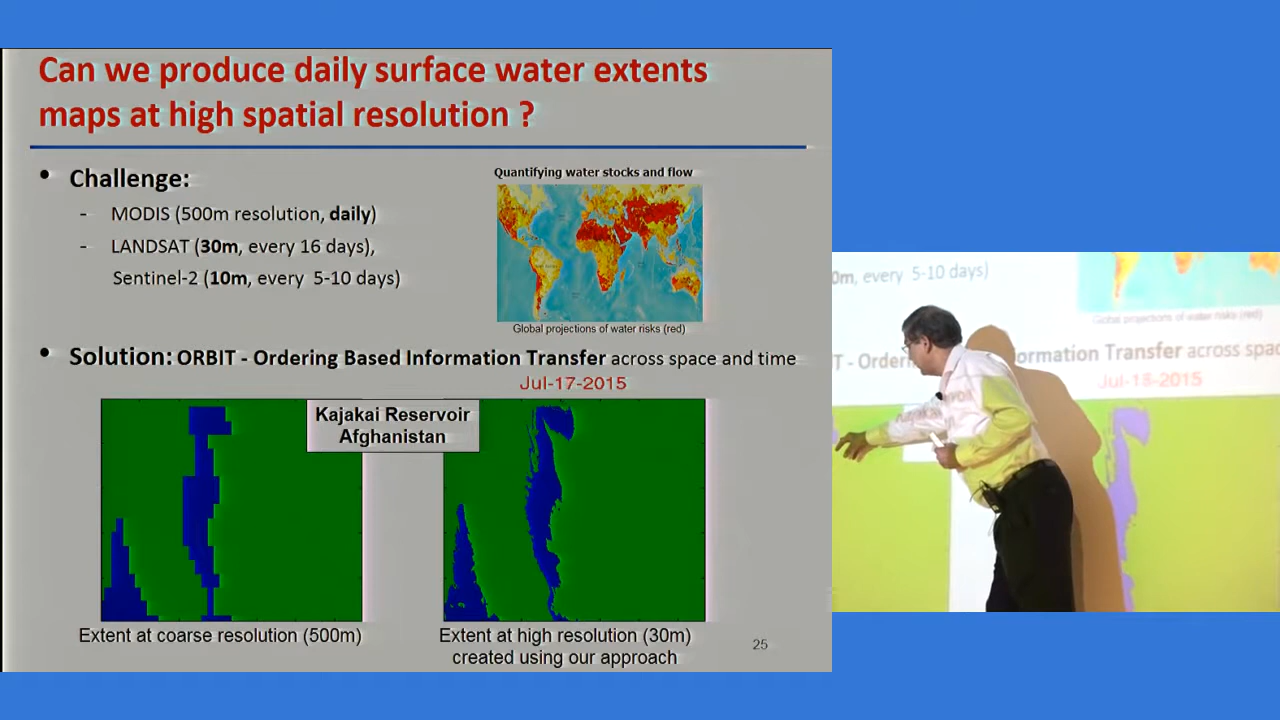 Can we produce daily surface water extents
maps at high spatial resolution ?
• Challenge:
- MODIS (500m resolution, daily)
- LANDSAT (30m, every 16 days),
Sentinel-2 (10m, every 5-10 days)
Quantifying water stocks and flow
Global projections of water risks (red)
• Solution: ORBIT - Ordering Based Information Transfer across space and time
Jul-17-2015
Kajakai Reservoir
Afghanistan
Extent at coarse resolution (500m)
Extent at high resolution (30m)
created using our approach
25
0m, every 5-10 days)
Global projections of water risks (red)
T - Order
ormation Transfer across spac
Jul-18-2015